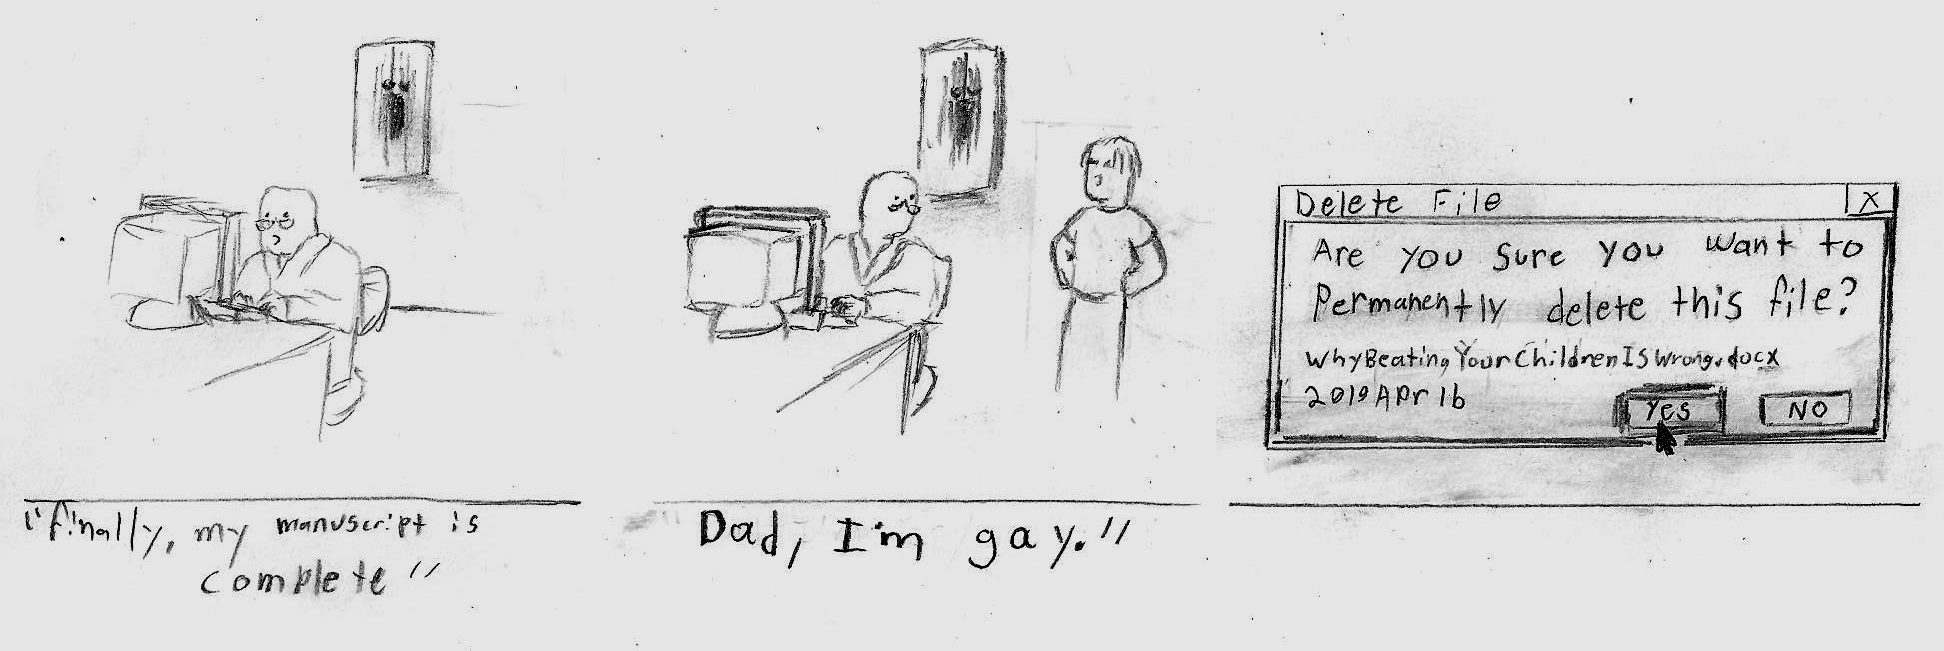 "finally, my manuscript is
complete"
"Dad, I'm gay."
Delete File X
Are you sure you want to
Permanently delete this file?
WhyBeatingYourChildrenIsWrong.docx
2019 Apr 16
Yes NO